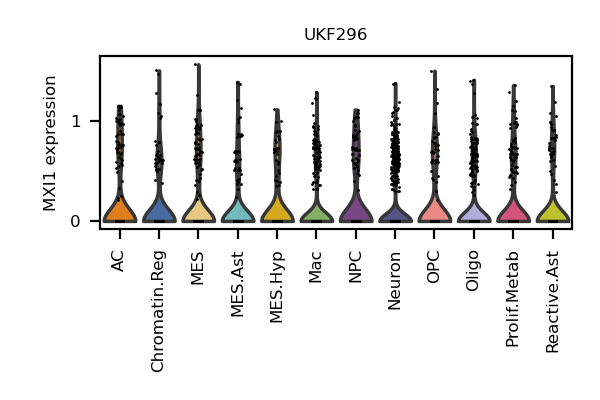 UKF296
MXI1 expression
1
0
AC
Chromatin.Reg
MES
MES.Ast
MES.Hyp
Mac
NPC
Neuron
OPC
Oligo
Prolif.Metab
Reactive.Ast